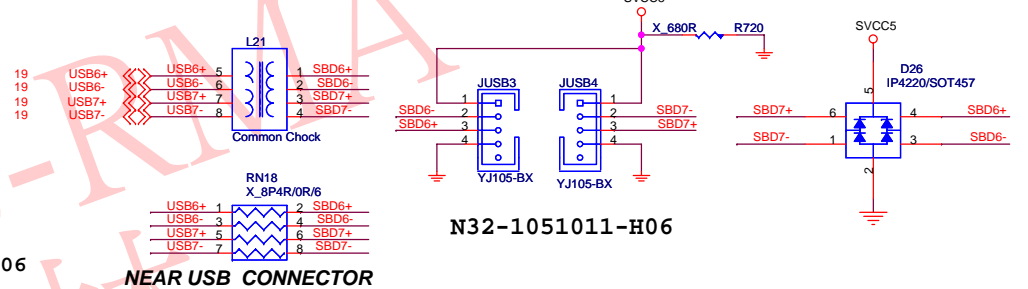 SVCC6
X_680R R720
SVCC5
L21
19 USB6+ USB6+ 5 1 SBD6+
19 USB6- USB6- 6 2 SBD6-
19 USB7+ USB7+ 7 3 SBD7+
19 USB7- USB7- 8 4 SBD7-
Common Chock
JUSB3 JUSB4
1 1
SBD6- 2 2 SBD7-
SBD6+ 3 3 SBD7+
4 4
YJ105-BX YJ105-BX
N32-1051011-H06
D26
IP4220/SOT457
5
SBD7+ 6 4 SBD6+
SBD7- 1 3 SBD6-
2
RN18
X_8P4R/0R/6
USB6+ 1 2 SBD6+
USB6- 3 4 SBD6-
USB7+ 5 6 SBD7+
USB7- 7 8 SBD7-
06
NEAR USB CONNECTOR
-RMA